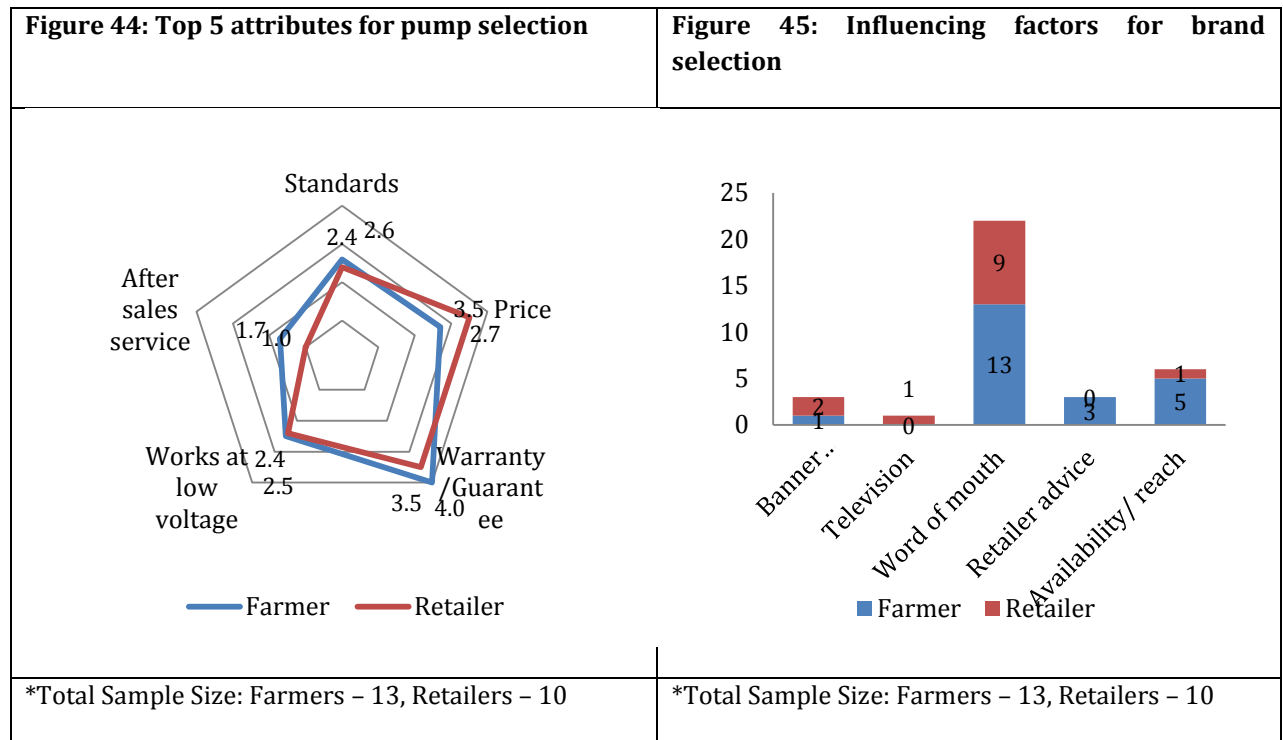 Figure 44: Top 5 attributes for pump selection
Figure 45: Influencing factors for brand
selection
Standards
2.4
2.6
After
sales
service
1.7
1.0
3.5
Price
2.7
Works at
low
voltage
2.4
2.5
Warranty
/Guarant
ee
3.5
4.0
Farmer
Retailer
25
20
15
10
5
0
2
1
1
0
9
13
0
3
1
5
Banner ..
Television
Word of mouth
Retailer advice
Availability/ reach
Farmer
Retailer
*Total Sample Size: Farmers – 13, Retailers – 10
*Total Sample Size: Farmers – 13, Retailers – 10